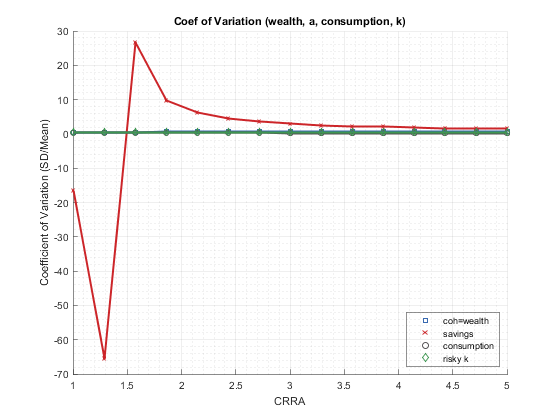 Coef of Variation (wealth, a, consumption, k)
30
20
10
0
-10
-20
-30
-40
-50
-60
-70
Coefficient of Variation (SD/Mean)
1
1.5
2
2.5
3
3.5
4
4.5
5
CRRA
coh=wealth
savings
consumption
risky k